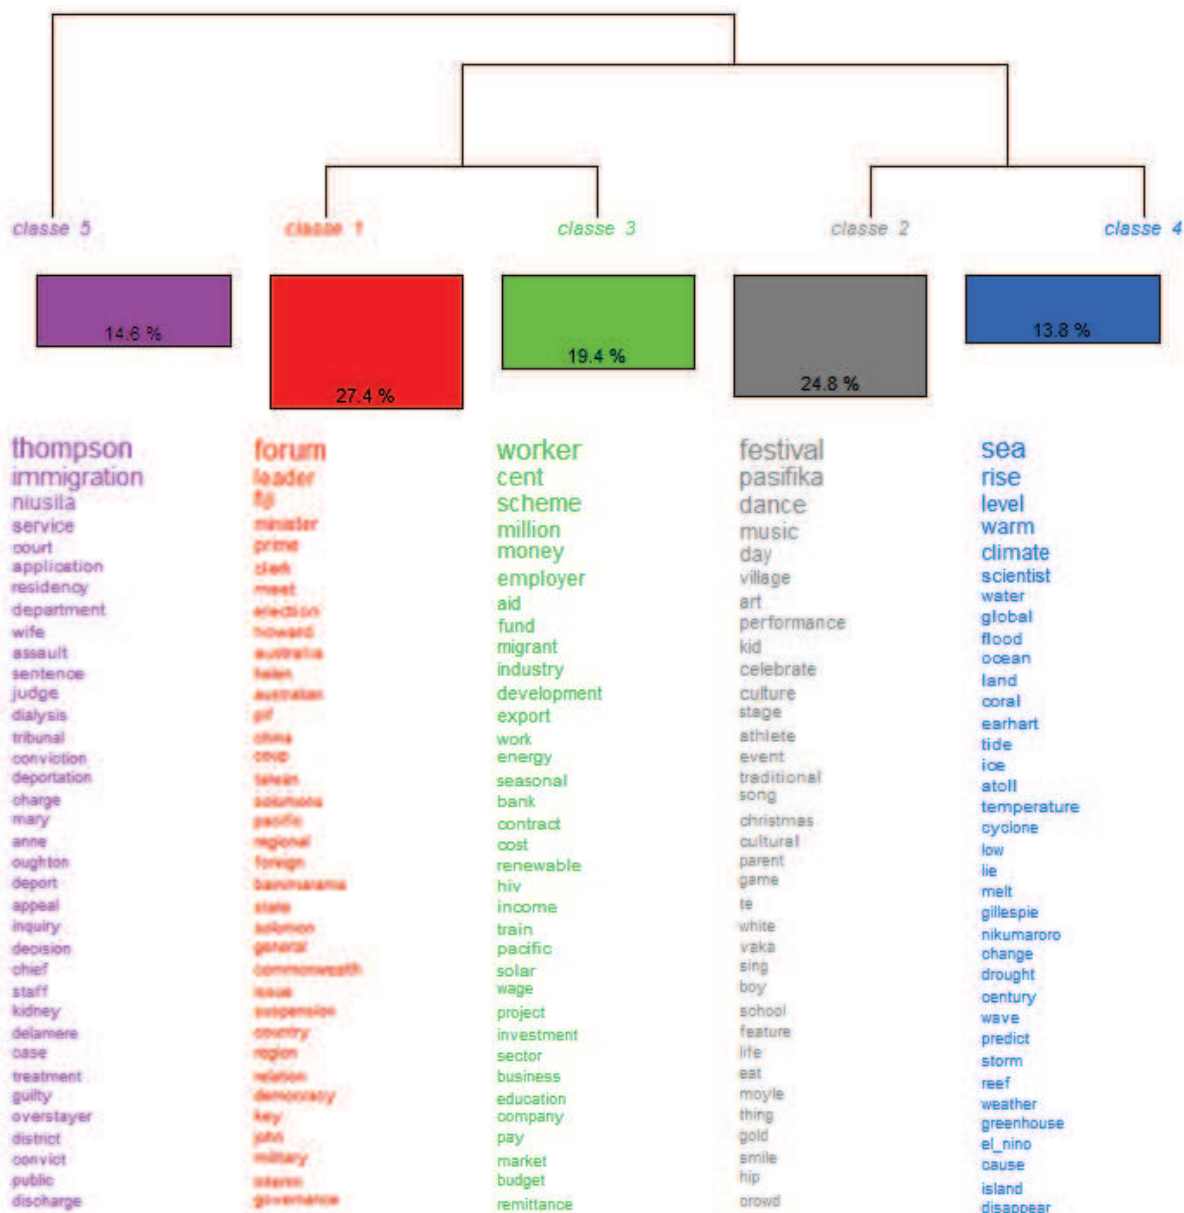 classe 5
classe 1
classe 3
classe 2
classe 4
14.6 %
27.4 %
19.4 %
24.8 %
13.8 %
thompson
immigration
niusila
service
court
application
residency
department
wife
assault
sentence
judge
dialysis
tribunal
conviction
deportation
charge
mary
anne
oughton
deport
appeal
inquiry
decision
chief
staff
kidney
delamere
case
treatment
guilty
overstayer
district
convict
public
discharge
forum
leader
fiji
minister
prime
clark
meet
election
howard
australia
helen
australian
pif
china
coup
taiwan
solomons
pacific
regional
foreign
bainimarama
state
solomon
general
commonwealth
issue
suspension
country
region
relation
democracy
key
john
military
interim
governance
worker
cent
scheme
million
money
employer
aid
fund
migrant
industry
development
export
work
energy
seasonal
bank
contract
cost
renewable
hiv
income
train
pacific
solar
wage
project
investment
sector
business
education
company
pay
market
budget
remittance
festival
pasifika
dance
music
day
village
art
performance
kid
celebrate
culture
stage
athlete
event
traditional
song
christmas
cultural
parent
game
te
white
vaka
sing
boy
school
feature
life
eat
moyle
thing
gold
smile
hip
crowd
sea
rise
level
warm
climate
scientist
water
global
flood
ocean
land
coral
earhart
tide
ice
atoll
temperature
cyclone
low
lie
melt
gillespie
nikumaroro
change
drought
century
wave
predict
storm
reef
weather
greenhouse
el_nino
cause
island
disappear